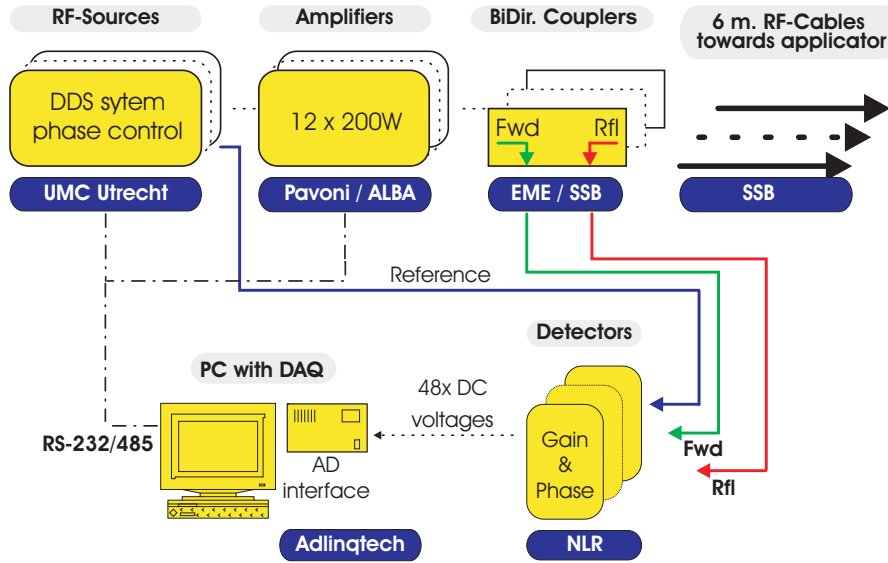 RF-Sources
Amplifiers
BiDir. Couplers
6 m. RF-Cables
towards applicator
DDS sytem
phase control
12 x 200W
Fwd
Rfl
UMC Utrecht
Pavoni / ALBA
EME / SSB
SSB
Reference
Detectors
PC with DAQ
48x DC
voltages
RS-232/485
AD
interface
Gain
&
Phase
Fwd
Rfl
Adlinqtech
NLR